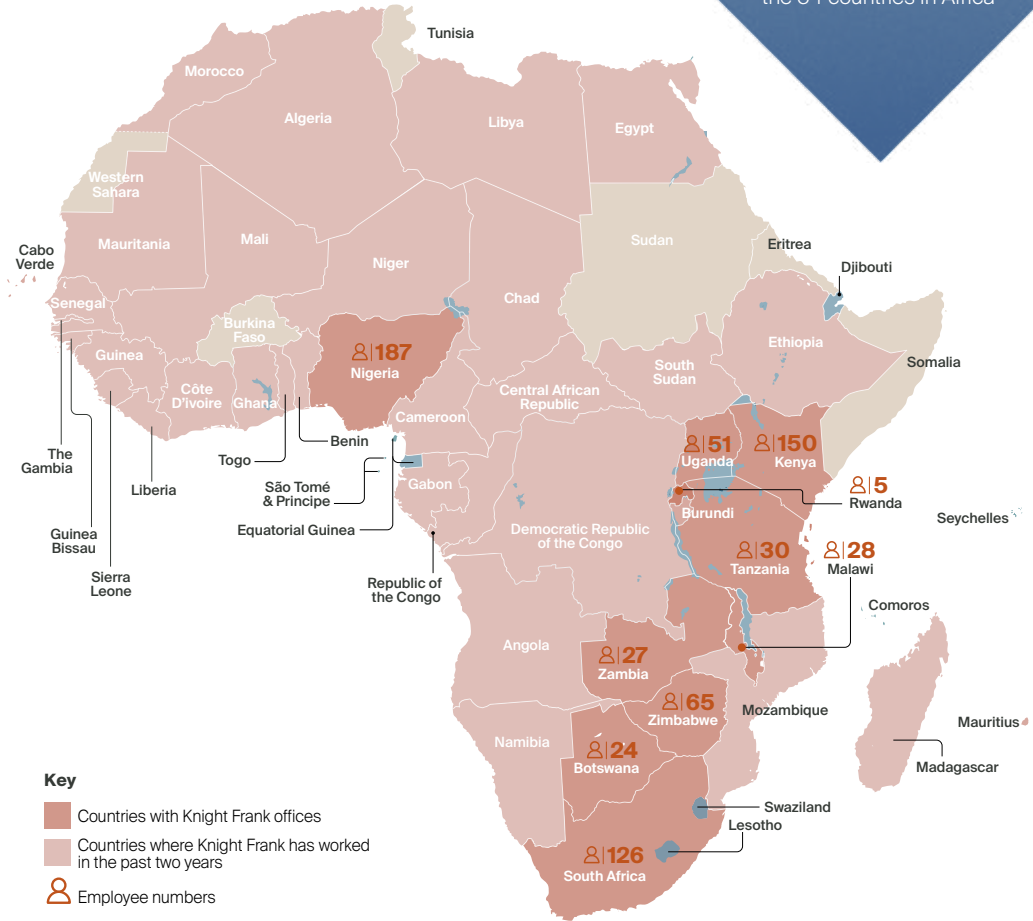 the 54 countries in Africa
Tunisia
Morocco
Algeria
Libya
Egypt
Western
Sahara
Mauritania
Mali
Niger
Chad
Sudan
Eritrea
Djibouti
Cabo
Verde
Senegal
Burkina
Faso
187
Nigeria
Ethiopia
Somalia
Guinea
Côte
D'ivoire
Ghana
South
Sudan
Central African
Republic
Cameroon
Benin
Togo
The
Gambia
Liberia
Guinea
Bissau
Sierra
Leone
São Tomé
& Principe
Gabon
Equatorial Guinea
Republic of
the Congo
Democratic Republic
of the Congo
51
Uganda
150
Kenya
5
Rwanda
Burundi
Seychelles
30
Tanzania
28
Malawi
Comoros
Angola
27
Zambia
65
Zimbabwe
Mozambique
Mauritius
Madagascar
Namibia
24
Botswana
Swaziland
Lesotho
126
South Africa
Key
Countries with Knight Frank offices
Countries where Knight Frank has worked
in the past two years
Employee numbers